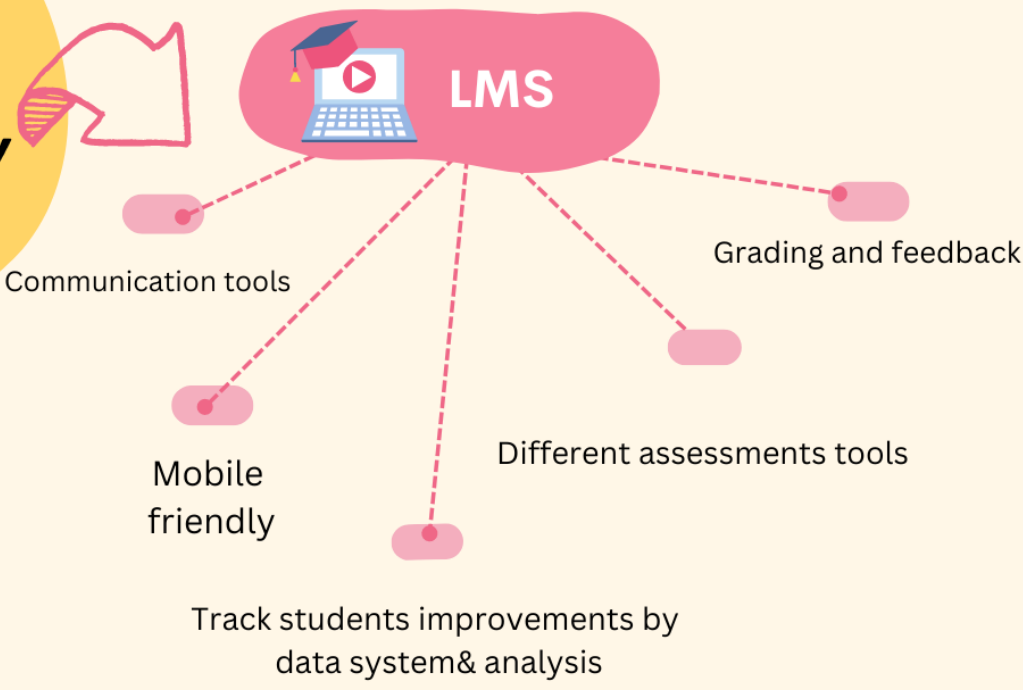 LMS
Communication tools
Grading and feedback
Mobile
friendly
Different assessments tools
Track students improvements by
data system& analysis